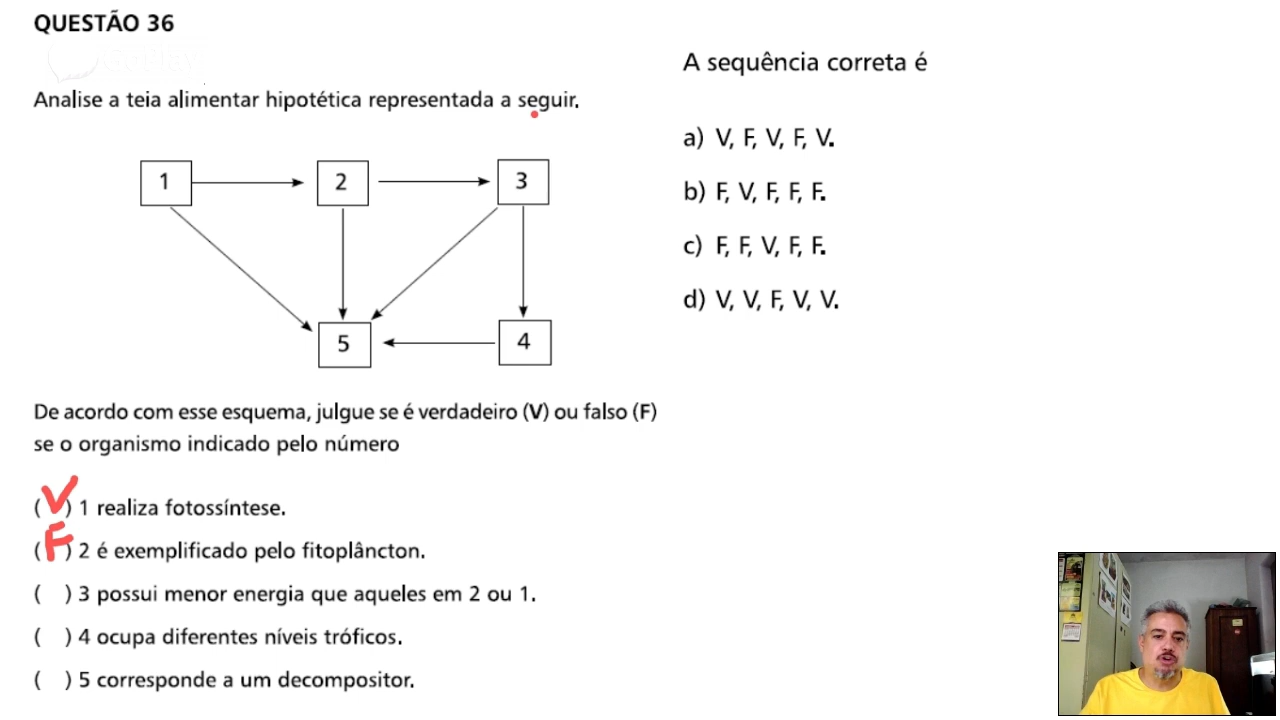 QUESTÃO 36
Analise a teia alimentar hipotética representada a seguir.
1
2
3
5
4
De acordo com esse esquema, julgue se é verdadeiro (V) ou falso (F)
se o organismo indicado pelo número
(V) 1 realiza fotossíntese.
(F) 2 é exemplificado pelo fitoplâncton.
( ) 3 possui menor energia que aqueles em 2 ou 1.
( ) 4 ocupa diferentes níveis tróficos.
( ) 5 corresponde a um decompositor.
A sequência correta é
a) V, F, V, F, V.
b) F, V, F, F, F.
c) F, F, V, F, F.
d) V, V, F, V, V.